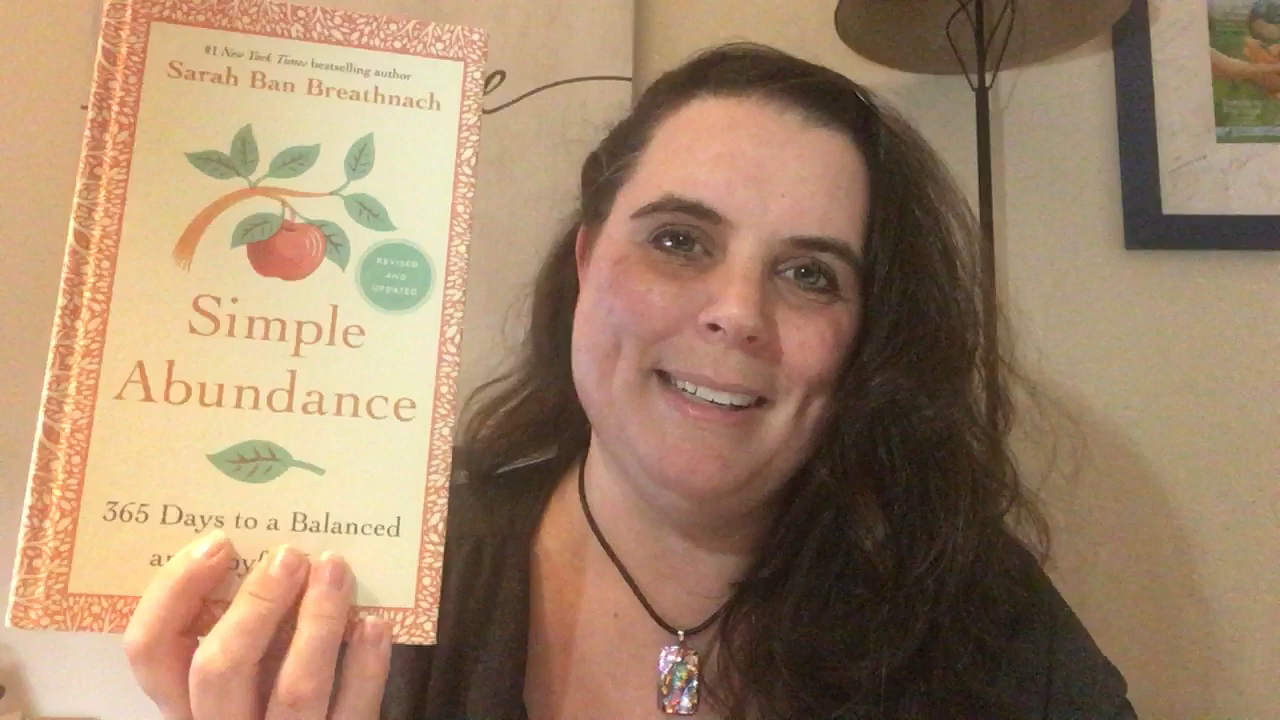 #1 New York Times bestselling author
Sarah Ban Breathnach
REVISED
AND
UPDATED
Simple
Abundance
365 Days to a Balanced